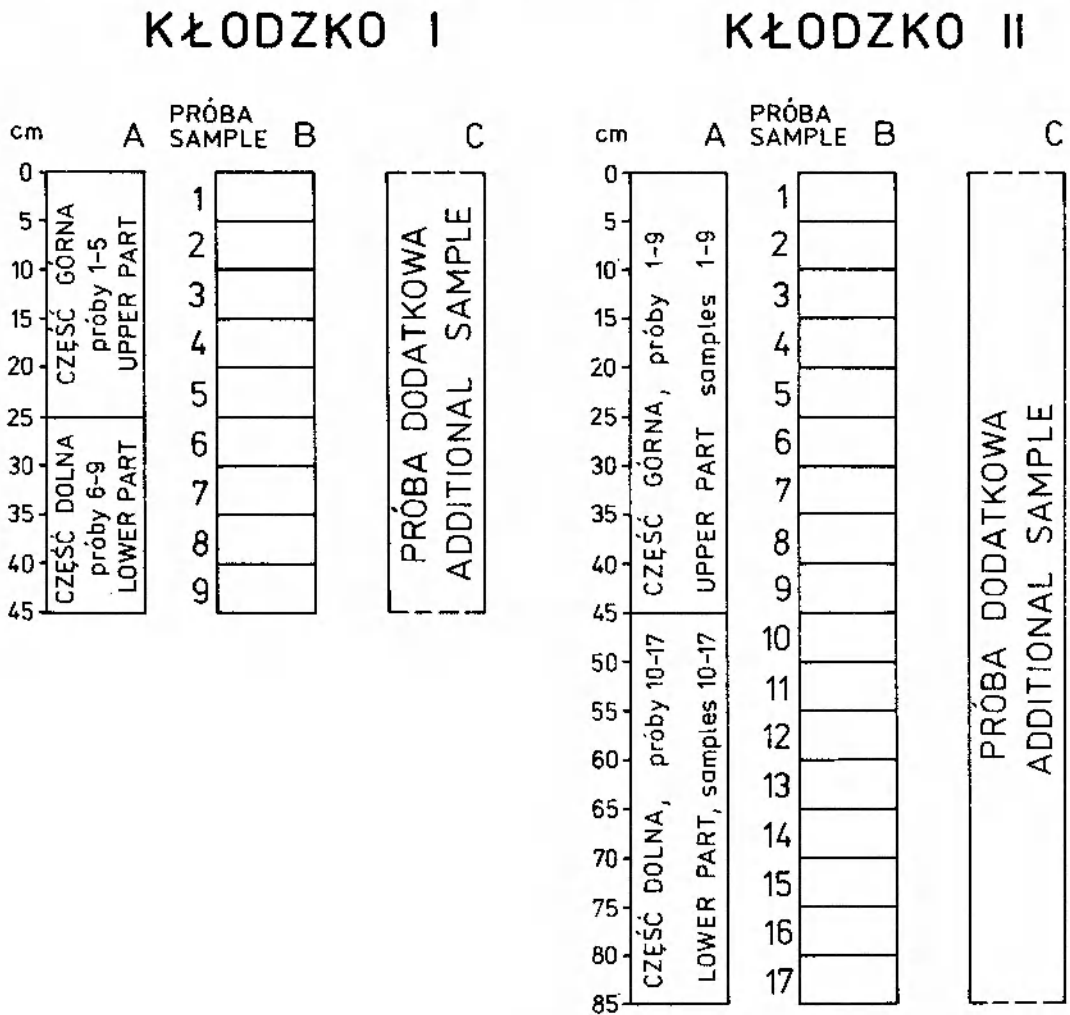 KŁODZKO I
cm
A
PRÓBA
SAMPLE
B
C
0
5
10
15
20
25
30
35
40
45
CZĘŚĆ GÓRNA
próby 1-5
UPPER PART
CZĘŚĆ DOLNA
próby 6-9
LOWER PART
1
2
3
4
5
6
7
8
9
PRÓBA DODATKOWA
ADDITIONAL SAMPLE
KŁODZKO II
cm
A
PRÓBA
SAMPLE
B
C
0
5
10
15
20
25
30
35
40
45
50
55
60
65
70
75
80
85
CZĘŚĆ GÓRNA, próby 1-9
UPPER PART samples 1-9
CZĘŚĆ DOLNA, próby 10-17
LOWER PART, samples 10-17
1
2
3
4
5
6
7
8
9
10
11
12
13
14
15
16
17
PRÓBA DODATKOWA
ADDITIONAL SAMPLE